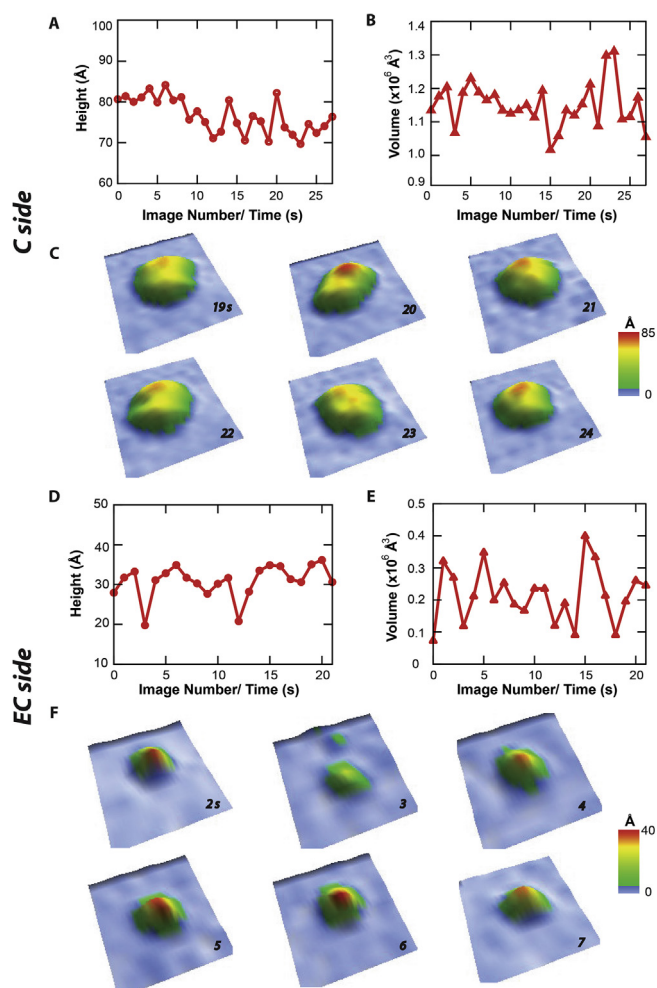 A
Height (Å)
100
90
80
70
60
0 5 10 15 20 25
Image Number/ Time (s)
B
Volume (x10⁶ Å³)
1.4
1.3
1.2
1.1
1.0
0.9
0 5 10 15 20 25
Image Number/ Time (s)
C side
C
19 s
20
21
Å
85
0
22
23
24
D
Height (Å)
50
40
30
20
10
0 5 10 15 20
Image Number/ Time (s)
E
Volume (x10⁶ Å³)
0.5
0.4
0.3
0.2
0.1
0
0 5 10 15 20
Image Number/ Time (s)
EC side
F
2 s
3
4
Å
40
0
5
6
7